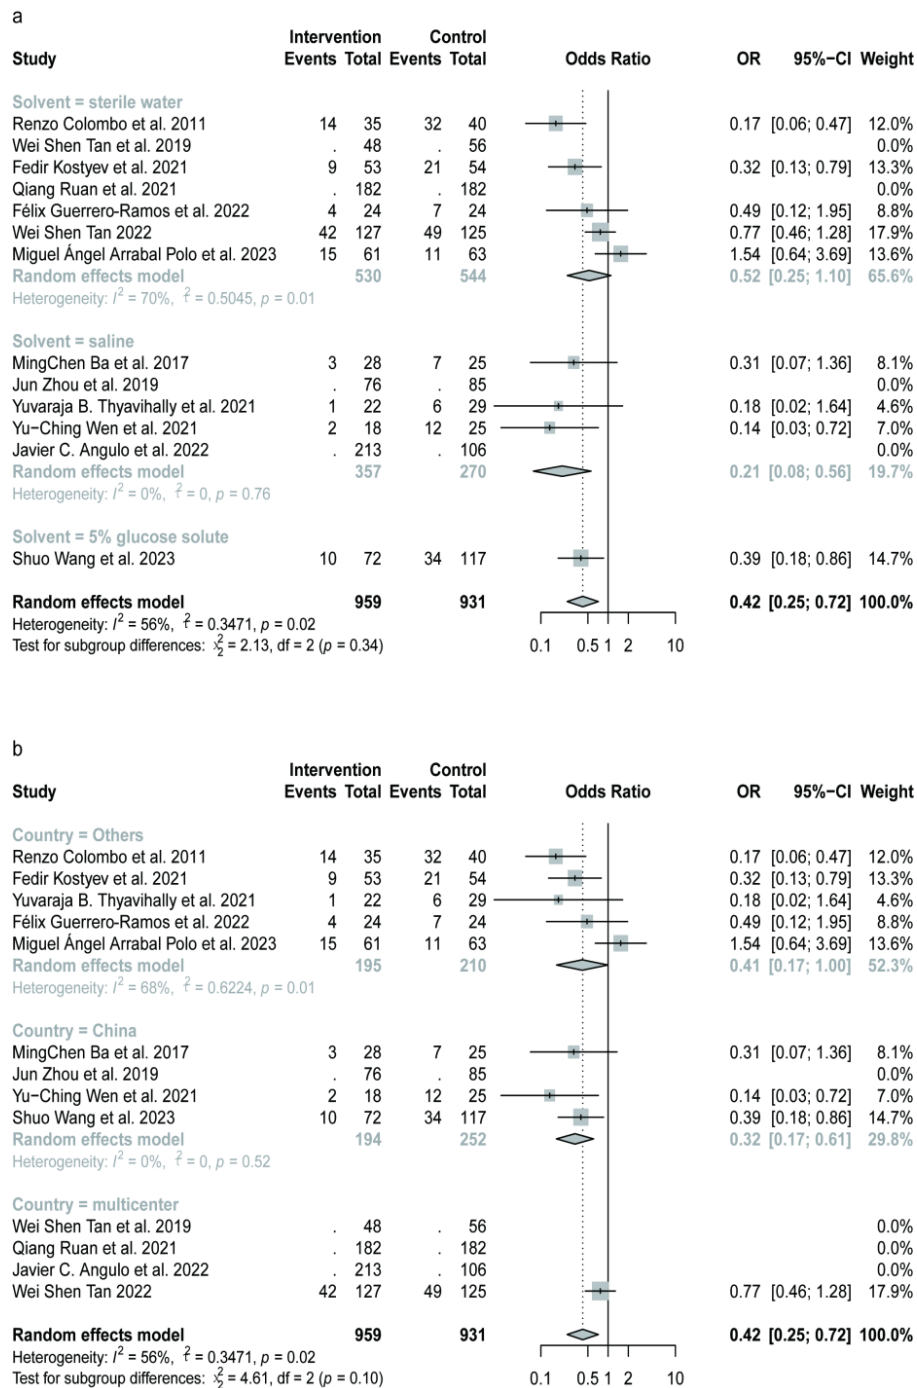 a
Intervention Control
Study Events Total Events Total Odds Ratio OR 95%−CI Weight
Solvent = sterile water
Renzo Colombo et al. 2011 14 35 32 40 0.17 [0.06; 0.47] 12.0%
Wei Shen Tan et al. 2019 . 48 . 56 0.0%
Fedir Kostyev et al. 2021 9 53 21 54 0.32 [0.13; 0.79] 13.3%
Qiang Ruan et al. 2021 . 182 . 182 0.0%
Félix Guerrero-Ramos et al. 2022 4 24 7 24 0.49 [0.12; 1.95] 8.8%
Wei Shen Tan 2022 42 127 49 125 0.77 [0.46; 1.28] 17.9%
Miguel Ángel Arrabal Polo et al. 2023 15 61 11 63 1.54 [0.64; 3.69] 13.6%
Random effects model 530 544 0.52 [0.25; 1.10] 65.6%
Heterogeneity: I² = 70%, τ² = 0.5045, p = 0.01
Solvent = saline
MingChen Ba et al. 2017 3 28 7 25 0.31 [0.07; 1.36] 8.1%
Jun Zhou et al. 2019 . 76 . 85 0.0%
Yuvaraja B. Thyavihally et al. 2021 1 22 6 29 0.18 [0.02; 1.64] 4.6%
Yu−Ching Wen et al. 2021 2 18 12 25 0.14 [0.03; 0.72] 7.0%
Javier C. Angulo et al. 2022 . 213 . 106 0.0%
Random effects model 357 270 0.21 [0.08; 0.56] 19.7%
Heterogeneity: I² = 0%, τ² = 0, p = 0.76
Solvent = 5% glucose solute
Shuo Wang et al. 2023 10 72 34 117 0.39 [0.18; 0.86] 14.7%
Random effects model 959 931 0.42 [0.25; 0.72] 100.0%
Heterogeneity: I² = 56%, τ² = 0.3471, p = 0.02
Test for subgroup differences: χ²₂ = 2.13, df = 2 (p = 0.34)
0.1 0.5 1 2 10
b
Intervention Control
Study Events Total Events Total Odds Ratio OR 95%−CI Weight
Country = Others
Renzo Colombo et al. 2011 14 35 32 40 0.17 [0.06; 0.47] 12.0%
Fedir Kostyev et al. 2021 9 53 21 54 0.32 [0.13; 0.79] 13.3%
Yuvaraja B. Thyavihally et al. 2021 1 22 6 29 0.18 [0.02; 1.64] 4.6%
Félix Guerrero-Ramos et al. 2022 4 24 7 24 0.49 [0.12; 1.95] 8.8%
Miguel Ángel Arrabal Polo et al. 2023 15 61 11 63 1.54 [0.64; 3.69] 13.6%
Random effects model 195 210 0.41 [0.17; 1.00] 52.3%
Heterogeneity: I² = 68%, τ² = 0.6224, p = 0.01
Country = China
MingChen Ba et al. 2017 3 28 7 25 0.31 [0.07; 1.36] 8.1%
Jun Zhou et al. 2019 . 76 . 85 0.0%
Yu−Ching Wen et al. 2021 2 18 12 25 0.14 [0.03; 0.72] 7.0%
Shuo Wang et al. 2023 10 72 34 117 0.39 [0.18; 0.86] 14.7%
Random effects model 194 252 0.32 [0.17; 0.61] 29.8%
Heterogeneity: I² = 0%, τ² = 0, p = 0.52
Country = multicenter
Wei Shen Tan et al. 2019 . 48 . 56 0.0%
Qiang Ruan et al. 2021 . 182 . 182 0.0%
Javier C. Angulo et al. 2022 . 213 . 106 0.0%
Wei Shen Tan 2022 42 127 49 125 0.77 [0.46; 1.28] 17.9%
Random effects model 959 931 0.42 [0.25; 0.72] 100.0%
Heterogeneity: I² = 56%, τ² = 0.3471, p = 0.02
Test for subgroup differences: χ²₂ = 4.61, df = 2 (p = 0.10)
0.1 0.5 1 2 10